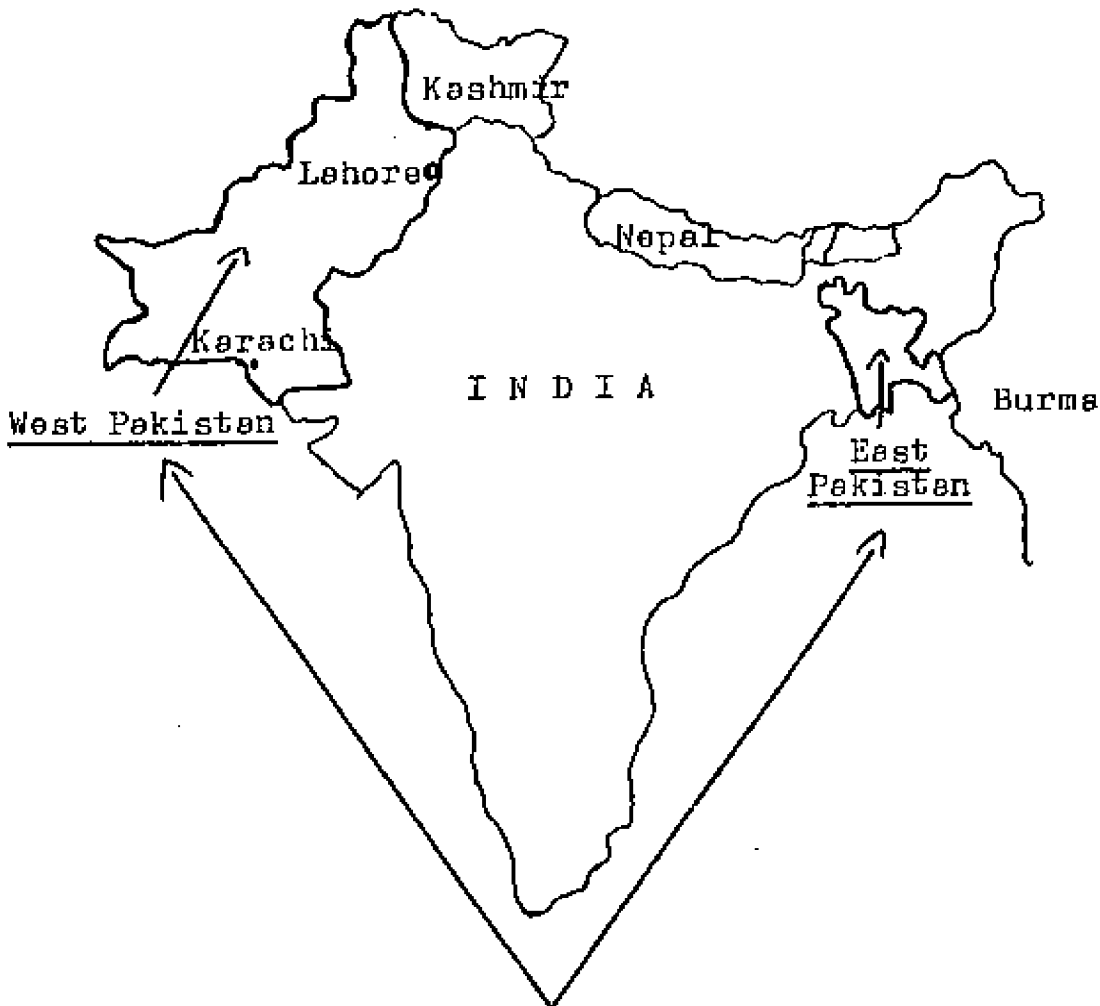 Kashmir
Lahore
Nepal
Karachi
I N D I A
Burma
West Pakistan
East
Pakistan